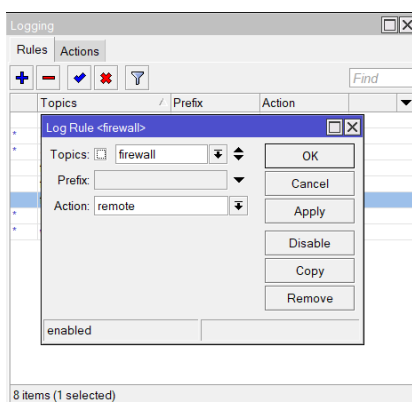 Logging
Rules Actions
Find
Topics Prefix Action
Log Rule <firewall>
Topics: firewall OK
Prefix: Cancel
Action: remote Apply
Disable
Copy
Remove
enabled
8 items (1 selected)